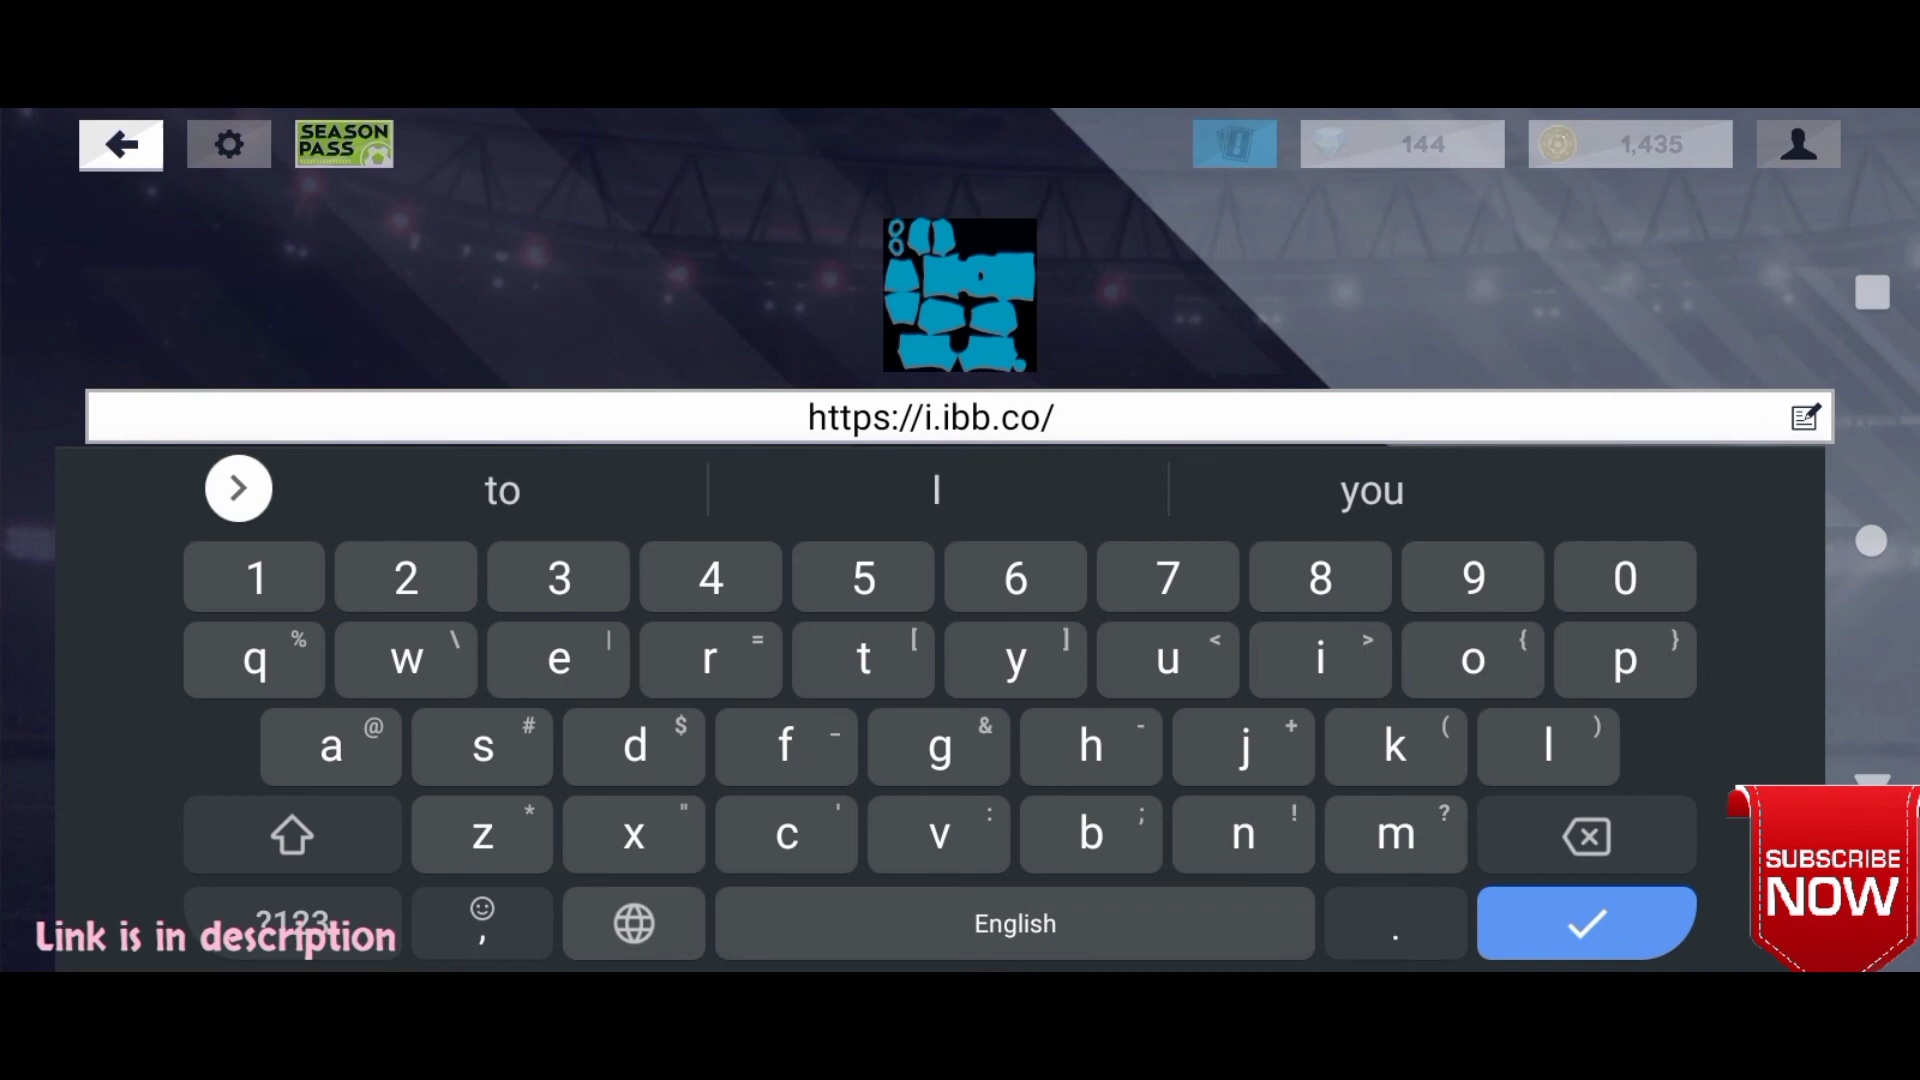 SEASON
PASS
144
1,435
https://i.ibb.co/
to
I
you
1 2 3 4 5 6 7 8 9 0
q % w \ e | r = t [ y ] u < i > o { p }
a @ s # d $ f _ g & h - j + k ( l )
z * x " c ' v : b ; n ! m ?
?123 , English .
Link is in description
SUBSCRIBE
NOW